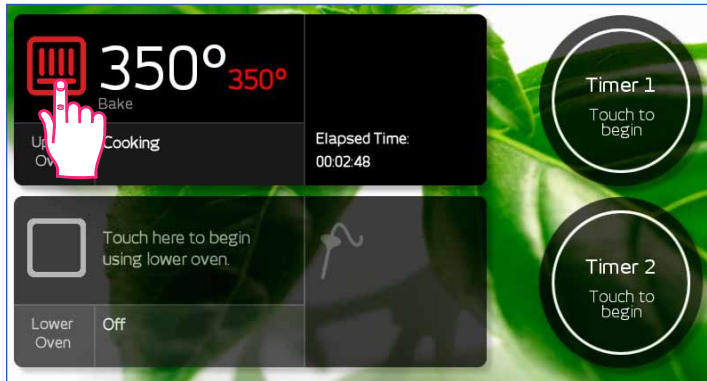 350° 350°
Bake
Cooking
Elapsed Time:
00:02:48
Timer 1
Touch to
begin
Touch here to begin
using lower oven.
Lower
Oven
Off
Timer 2
Touch to
begin